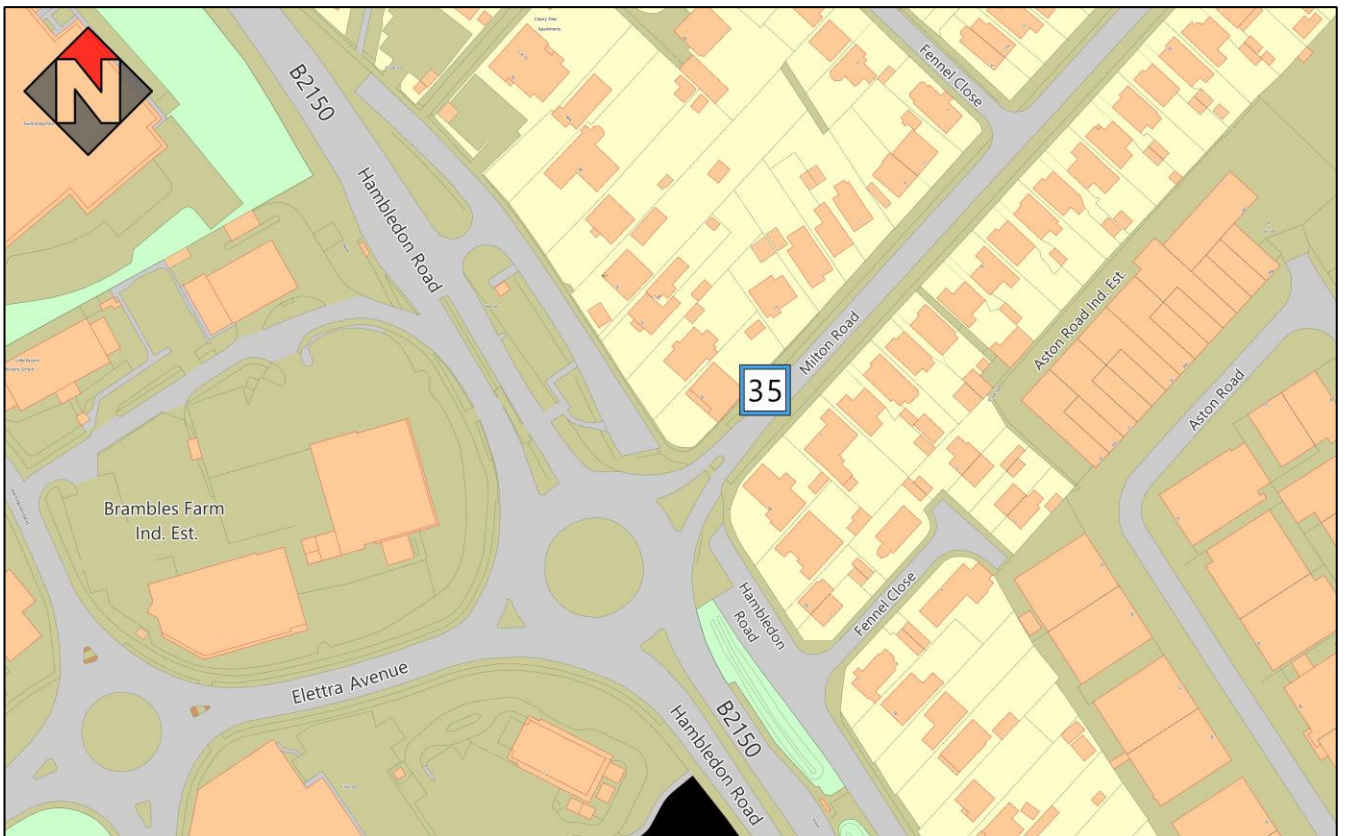 N
B2150
Hambledon Road
Fennel Close
Milton Road
35
Aston Road Ind. Est.
Aston Road
Brambles Farm
Ind. Est.
Fennel Close
Hambledon
Road
Elettra Avenue
B2150
Hambledon Road